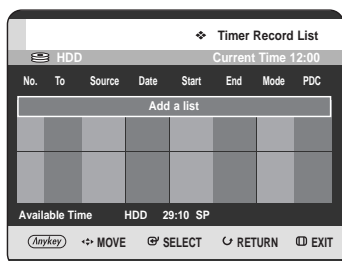 ❖ Timer Record List
HDD Current Time 12:00
No. To Source Date Start End Mode PDC
Add a list
Available Time HDD 29:10 SP
Anykey MOVE SELECT RETURN EXIT